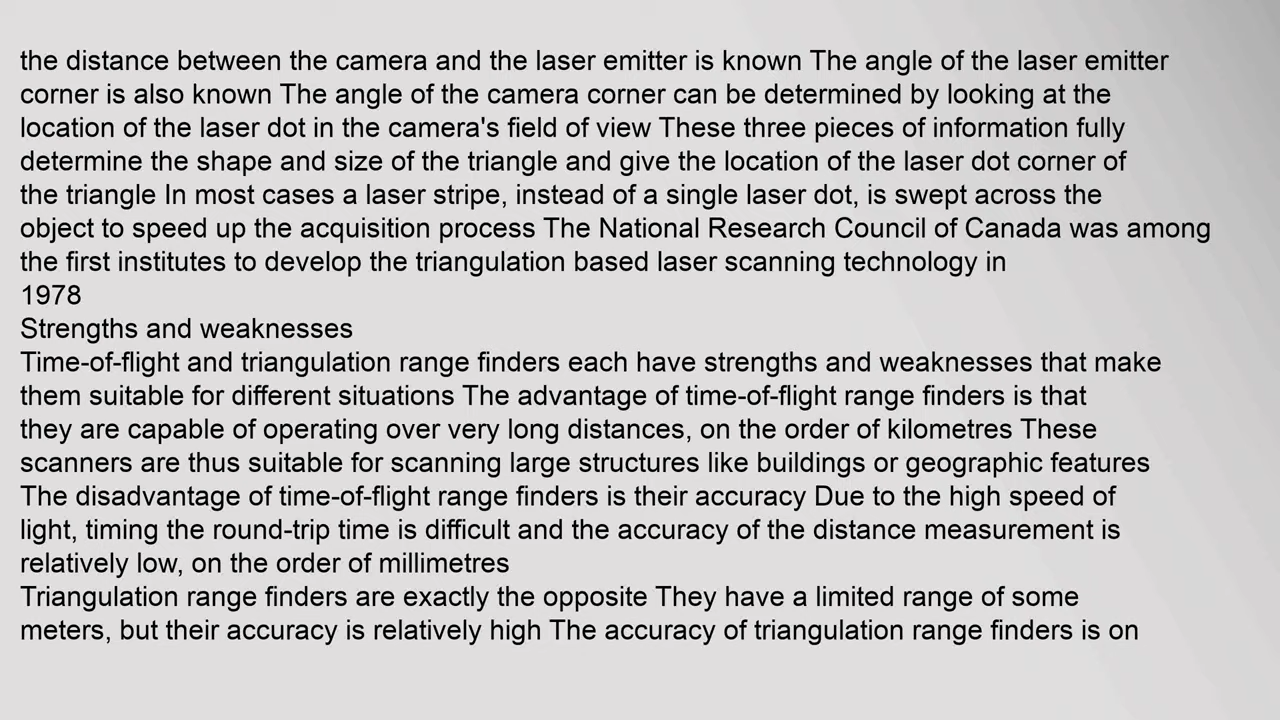 the distance between the camera and the laser emitter is known The angle of the laser emitter
corner is also known The angle of the camera corner can be determined by looking at the
location of the laser dot in the camera's field of view These three pieces of information fully
determine the shape and size of the triangle and give the location of the laser dot corner of
the triangle In most cases a laser stripe, instead of a single laser dot, is swept across the
object to speed up the acquisition process The National Research Council of Canada was among
the first institutes to develop the triangulation based laser scanning technology in
1978
Strengths and weaknesses
Time-of-flight and triangulation range finders each have strengths and weaknesses that make
them suitable for different situations The advantage of time-of-flight range finders is that
they are capable of operating over very long distances, on the order of kilometres These
scanners are thus suitable for scanning large structures like buildings or geographic features
The disadvantage of time-of-flight range finders is their accuracy Due to the high speed of
light, timing the round-trip time is difficult and the accuracy of the distance measurement is
relatively low, on the order of millimetres
Triangulation range finders are exactly the opposite They have a limited range of some
meters, but their accuracy is relatively high The accuracy of triangulation range finders is on